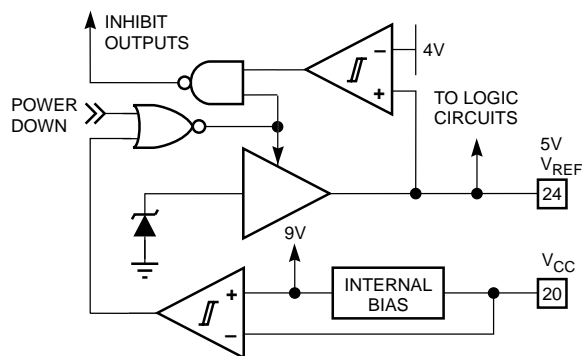 INHIBIT
OUTPUTS
4V
POWER
DOWN
TO LOGIC
CIRCUITS
5V
VREF
24
9V
VCC
INTERNAL
BIAS
20